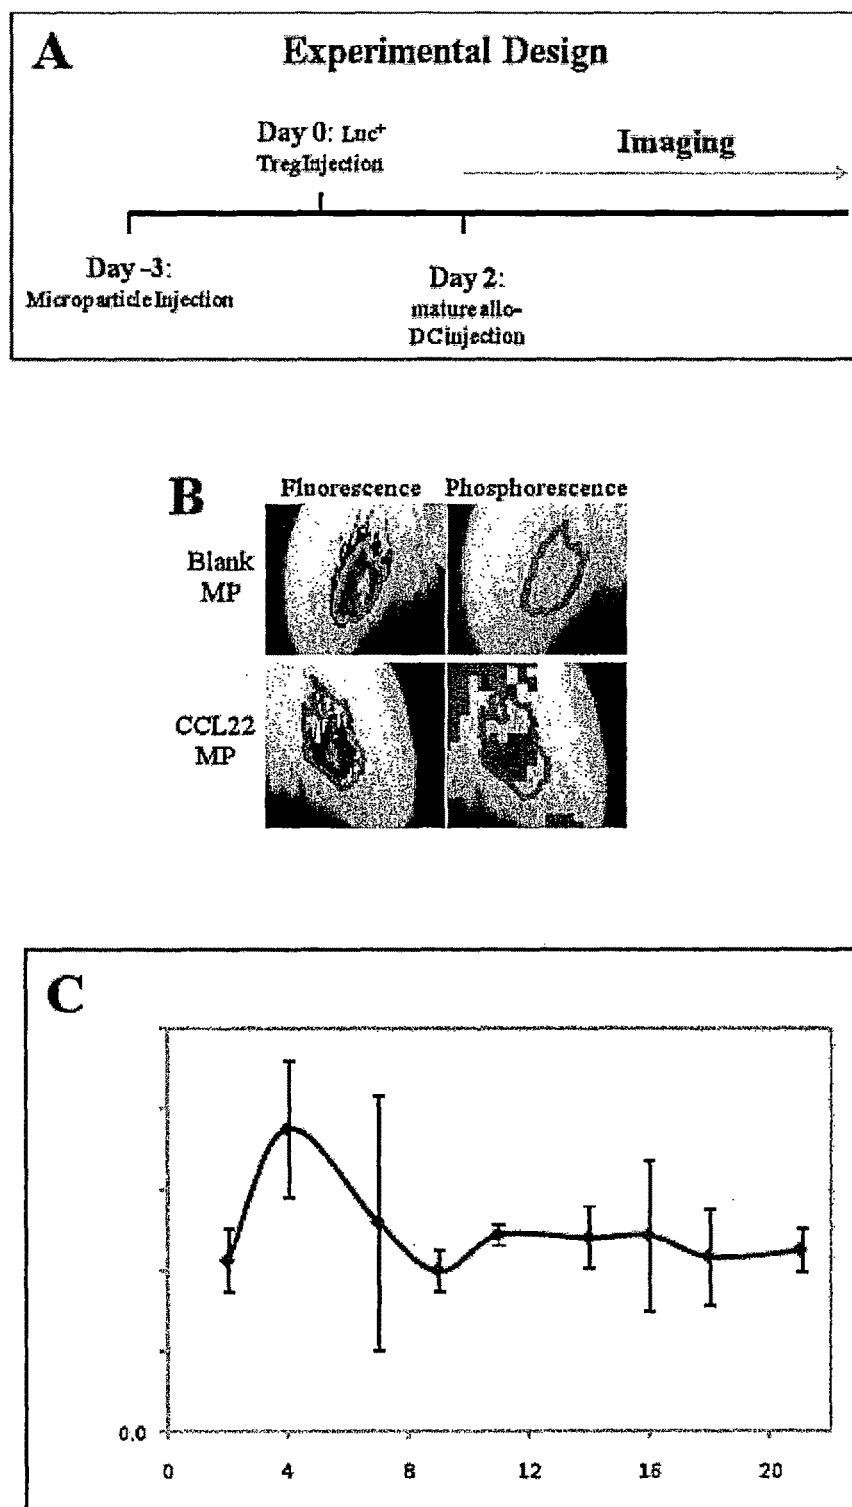 A
Experimental Design
Day 0: Luc+
Treg Injection
Imaging
Day -3:
Microparticle Injection
Day 2:
mature allo-
DC injection
B
Fluorescence Phosphorescence
Blank
MP
CCL22
MP
C
0.0
0 4 8 12 16 20